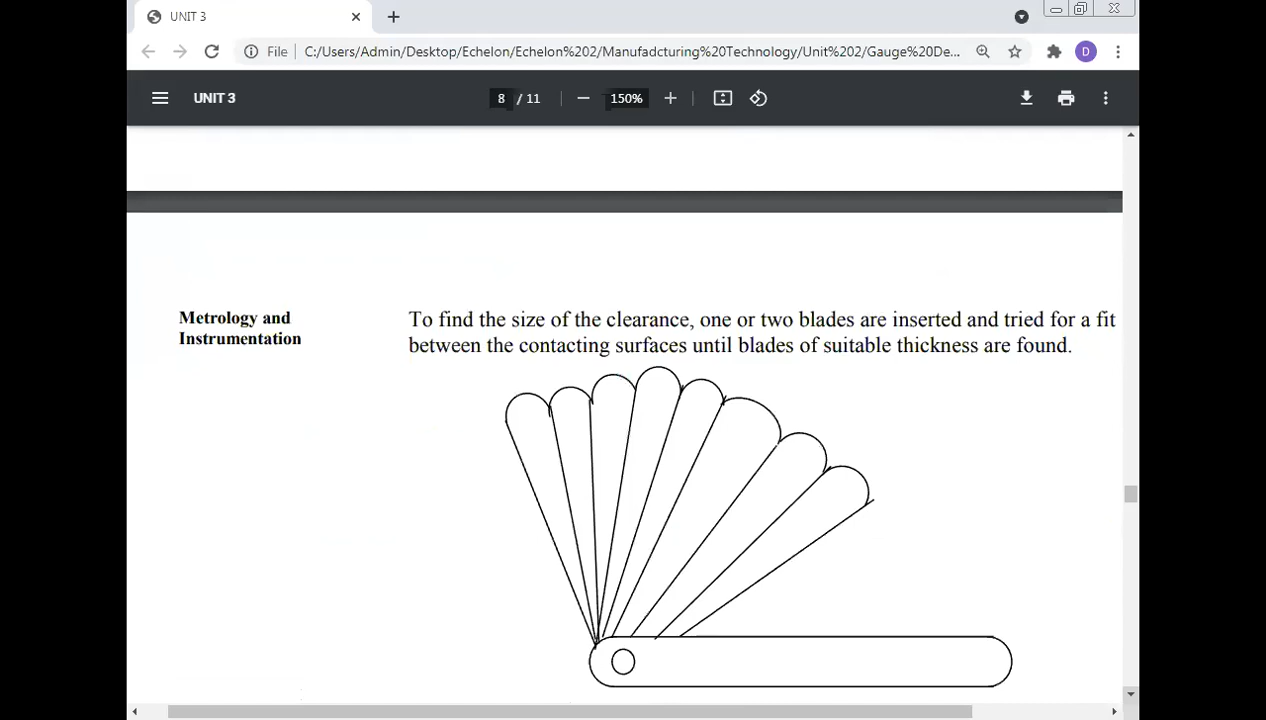 UNIT 3
File C:/Users/Admin/Desktop/Echelon/Echelon%202/Manufadcturing%20Technology/Unit%202/Gauge%20De...
D
UNIT 3
8 / 11
150%
Metrology and
Instrumentation
To find the size of the clearance, one or two blades are inserted and tried for a fit
between the contacting surfaces until blades of suitable thickness are found.